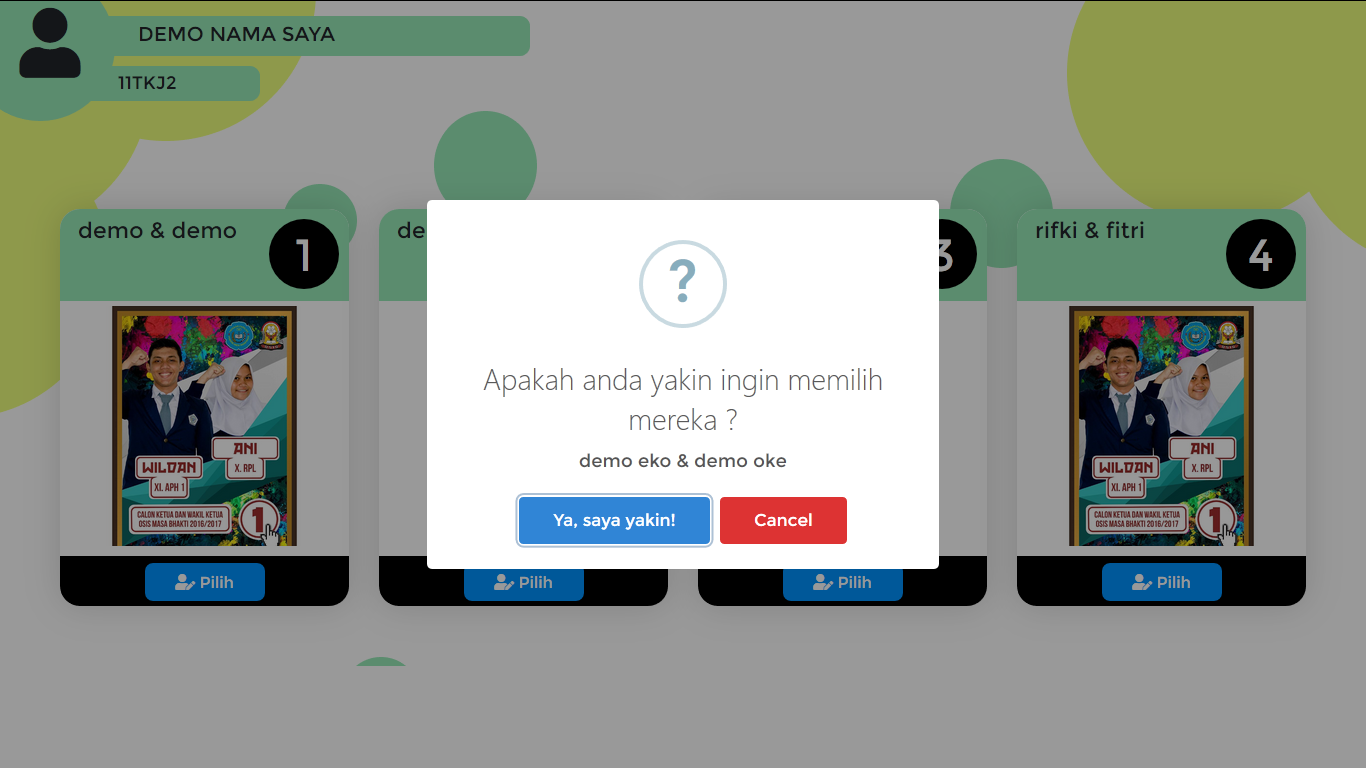 DEMO NAMA SAYA
11TKJ2
demo & demo
1
de
3
rifki & fitri
4
Apakah anda yakin ingin memilih
mereka ?
demo eko & demo oke
Ya, saya yakin!
Cancel
ANI
X. RPL
WILDAN
XI. APH 1
CALON KETUA DAN WAKIL KETUA
OSIS MASA BHAKTI 2016/2017
1
ANI
X. RPL
WILDAN
XI. APH 1
CALON KETUA DAN WAKIL KETUA
OSIS MASA BHAKTI 2016/2017
1
Pilih
Pilih
Pilih
Pilih